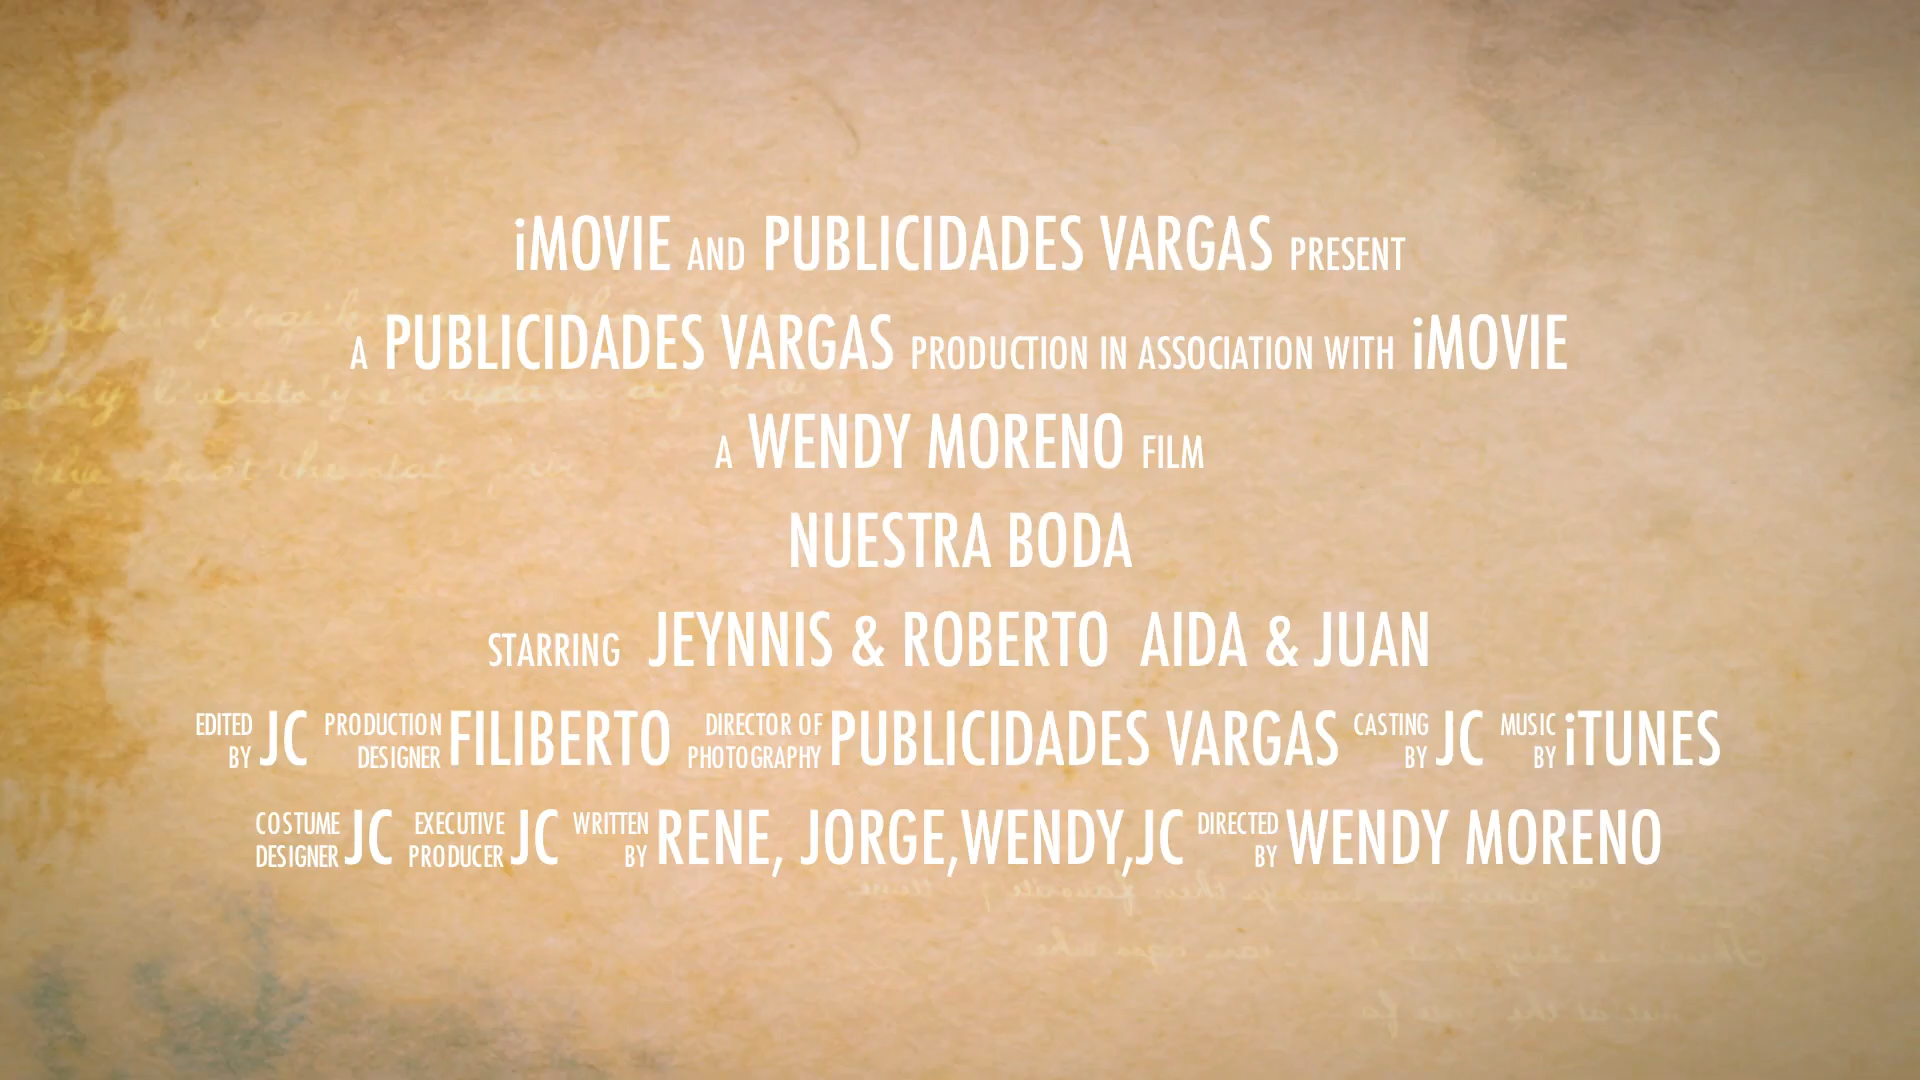 iMOVIE AND PUBLICIDADES VARGAS PRESENT
A PUBLICIDADES VARGAS PRODUCTION IN ASSOCIATION WITH iMOVIE
A WENDY MORENO FILM
NUESTRA BODA
STARRING JEYNNIS & ROBERTO AIDA & JUAN
EDITED BY JC PRODUCTION DESIGNER FILIBERTO DIRECTOR OF PHOTOGRAPHY PUBLICIDADES VARGAS CASTING BY JC MUSIC BY iTUNES
COSTUME DESIGNER JC EXECUTIVE PRODUCER JC WRITTEN BY RENE, JORGE,WENDY,JC DIRECTED BY WENDY MORENO